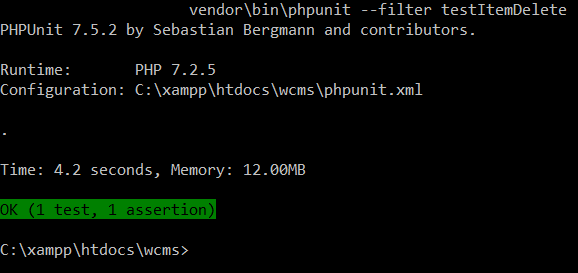 vendor\bin\phpunit --filter testItemDelete
PHPUnit 7.5.2 by Sebastian Bergmann and contributors.
Runtime:       PHP 7.2.5
Configuration: C:\xampp\htdocs\wcms\phpunit.xml
.
Time: 4.2 seconds, Memory: 12.00MB
OK (1 test, 1 assertion)
C:\xampp\htdocs\wcms>